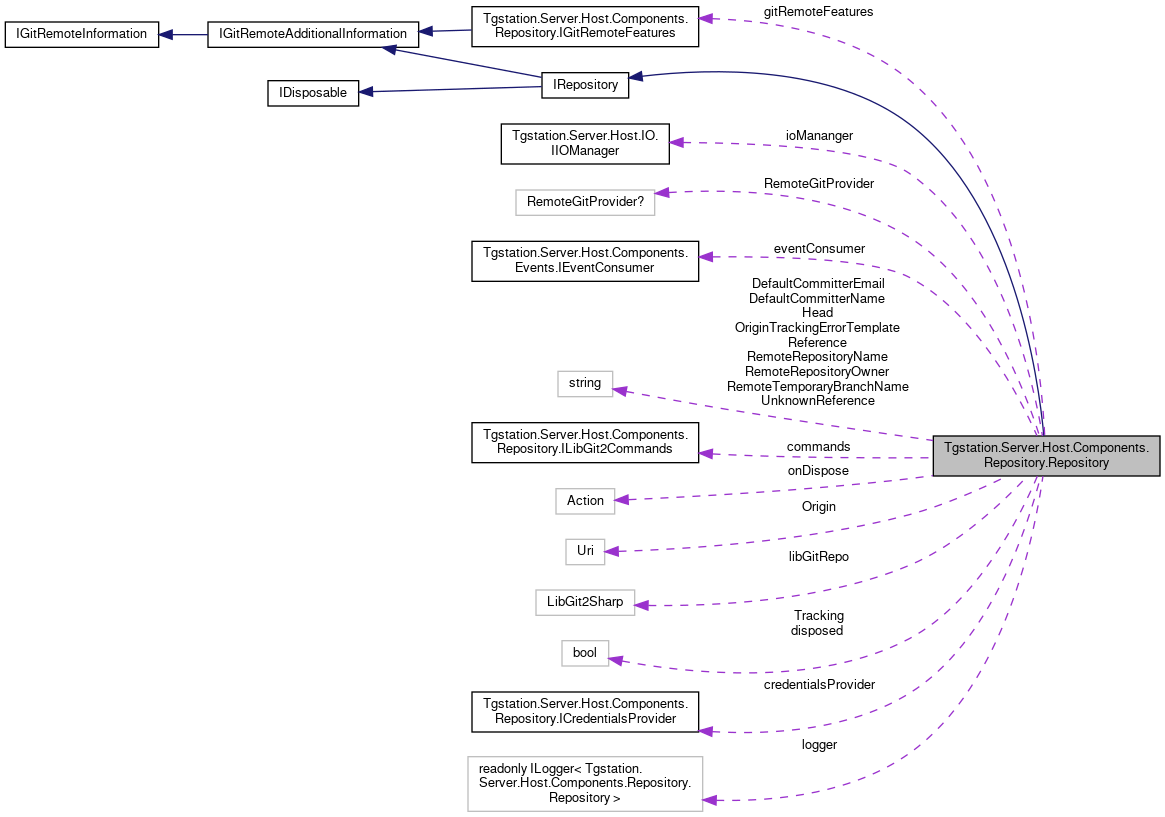 IGitRemoteInformation
IGitRemoteAdditionalInformation
Tgstation.Server.Host.Components.
Repository.IGitRemoteFeatures
gitRemoteFeatures
IDisposable
IRepository
Tgstation.Server.Host.IO.
IIOManager
ioMananger
RemoteGitProvider?
RemoteGitProvider
Tgstation.Server.Host.Components.
Events.IEventConsumer
eventConsumer
DefaultCommitterEmail
DefaultCommitterName
Head
OriginTrackingErrorTemplate
Reference
RemoteRepositoryName
RemoteRepositoryOwner
RemoteTemporaryBranchName
UnknownReference
string
Tgstation.Server.Host.Components.
Repository.ILibGit2Commands
commands
Tgstation.Server.Host.Components.
Repository.Repository
onDispose
Action
Origin
Uri
libGitRepo
LibGit2Sharp
Tracking
disposed
bool
credentialsProvider
Tgstation.Server.Host.Components.
Repository.ICredentialsProvider
logger
readonly ILogger< Tgstation.
Server.Host.Components.Repository.
Repository >